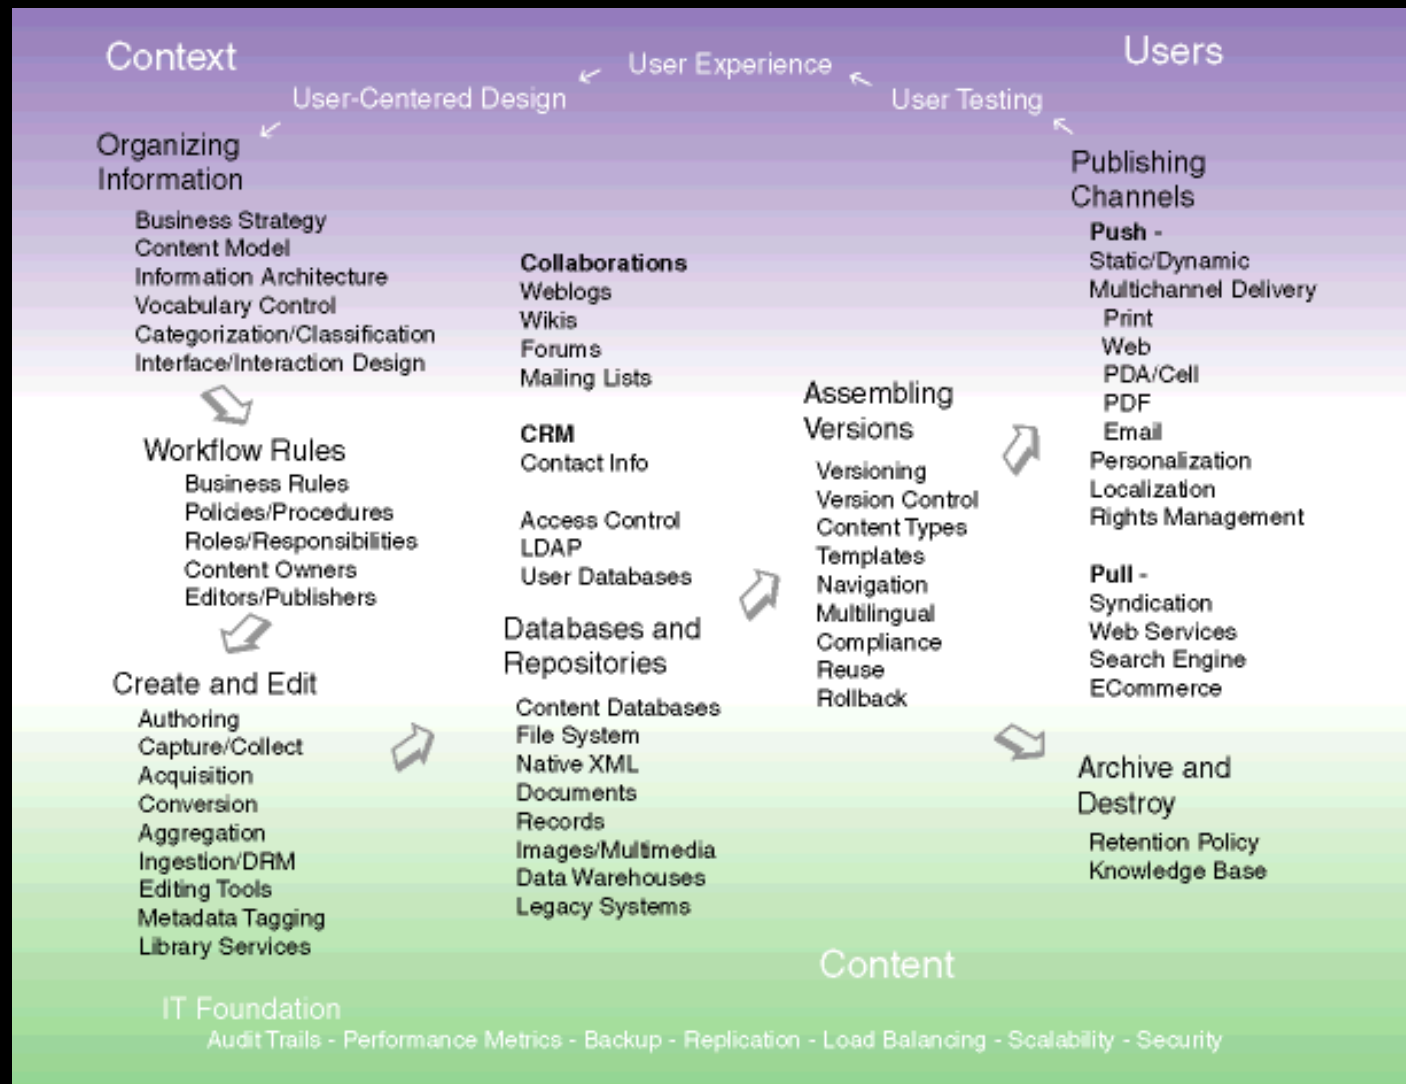 Context
Users
User Experience
User-Centered Design
User Testing
Organizing
Information
Business Strategy
Content Model
Information Architecture
Vocabulary Control
Categorization/Classification
Interface/Interaction Design
Workflow Rules
Business Rules
Policies/Procedures
Roles/Responsibilities
Content Owners
Editors/Publishers
Create and Edit
Authoring
Capture/Collect
Acquisition
Conversion
Aggregation
Ingestion/DRM
Editing Tools
Metadata Tagging
Library Services
Collaborations
Weblogs
Wikis
Forums
Mailing Lists
CRM
Contact Info
Access Control
LDAP
User Databases
Databases and
Repositories
Content Databases
File System
Native XML
Documents
Records
Images/Multimedia
Data Warehouses
Legacy Systems
Assembling
Versions
Versioning
Version Control
Content Types
Templates
Navigation
Multilingual
Compliance
Reuse
Rollback
Publishing
Channels
Push -
Static/Dynamic
Multichannel Delivery
Print
Web
PDA/Cell
PDF
Email
Personalization
Localization
Rights Management
Pull -
Syndication
Web Services
Search Engine
ECommerce
Archive and
Destroy
Retention Policy
Knowledge Base
Content
IT Foundation
Audit Trails - Performance Metrics - Backup - Replication - Load Balancing - Scalability - Security